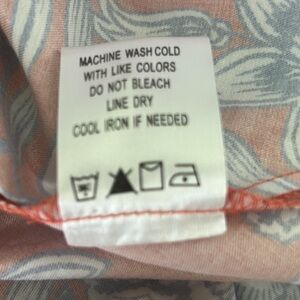 MACHINE WASH COLD
WITH LIKE COLORS
DO NOT BLEACH
LINE DRY
COOL IRON IF NEEDED